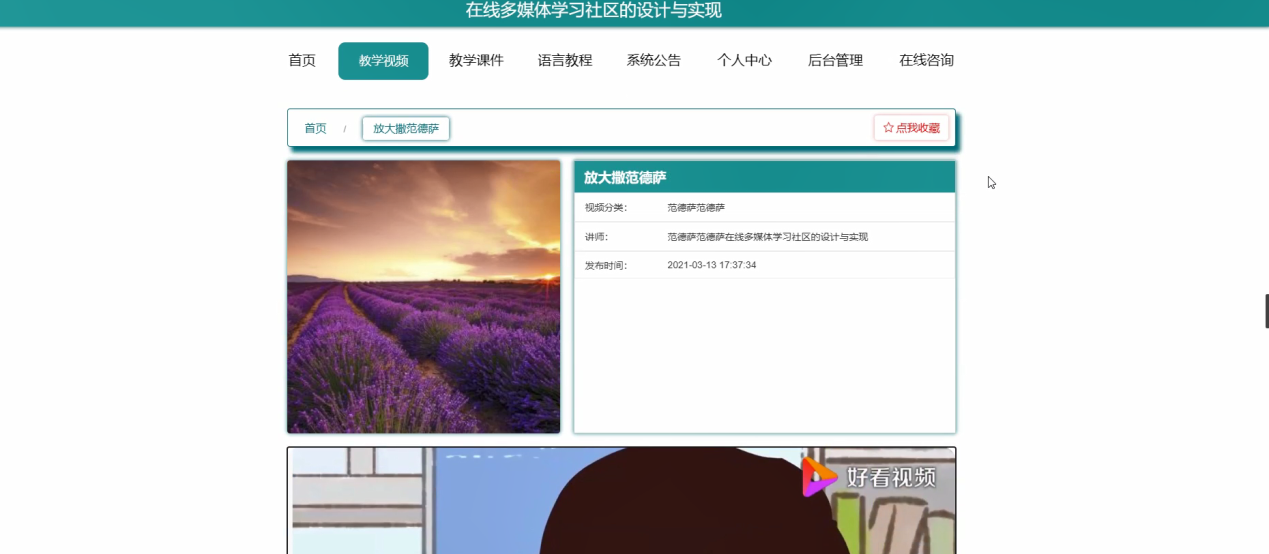 在线多媒体学习社区的设计与实现
首页 教学视频 教学课件 语言教程 系统公告 个人中心 后台管理 在线咨询
首页 / 放大撒范德萨 ☆ 点我收藏
放大撒范德萨
视频分类： 范德萨范德萨
讲师： 范德萨范德萨在线多媒体学习社区的设计与实现
发布时间： 2021-03-13 17:37:34
好看视频